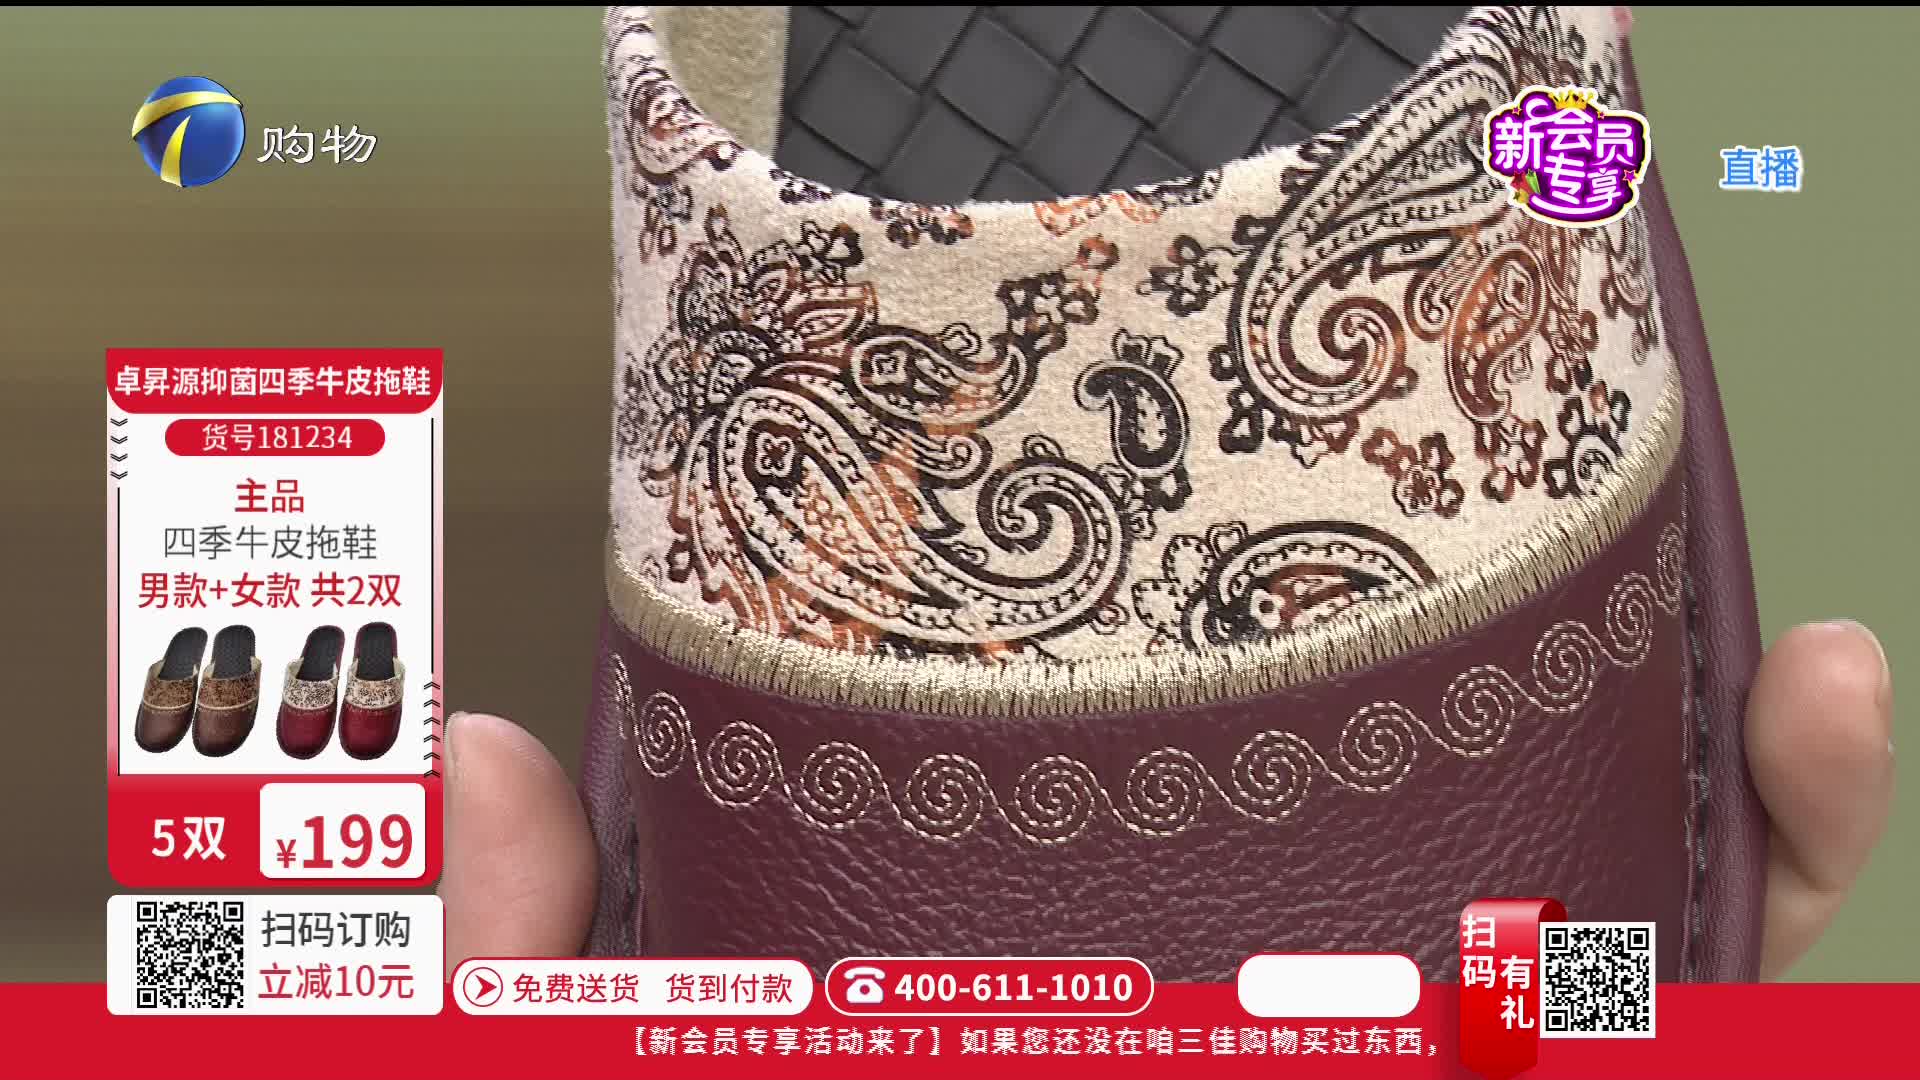 购物
新会员
专享
直播
卓昇源抑菌四季牛皮拖鞋
货号181234
主品
四季牛皮拖鞋
男款+女款 共2双
5双 ¥199
扫码订购
立减10元
免费送货 货到付款
400-611-1010
扫码
有礼
【新会员专享活动来了】如果您还没在咱三佳购物买过东西，